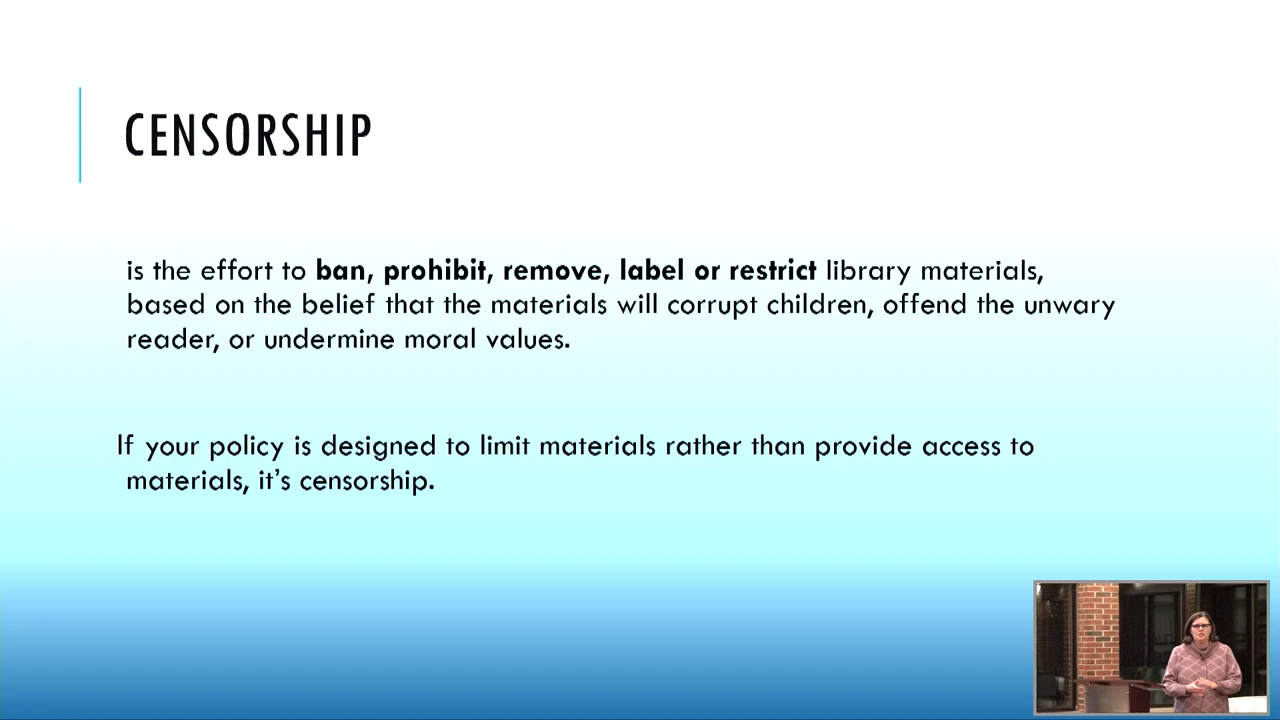 CENSORSHIP
is the effort to ban, prohibit, remove, label or restrict library materials,
based on the belief that the materials will corrupt children, offend the unwary
reader, or undermine moral values.
If your policy is designed to limit materials rather than provide access to
materials, it's censorship.